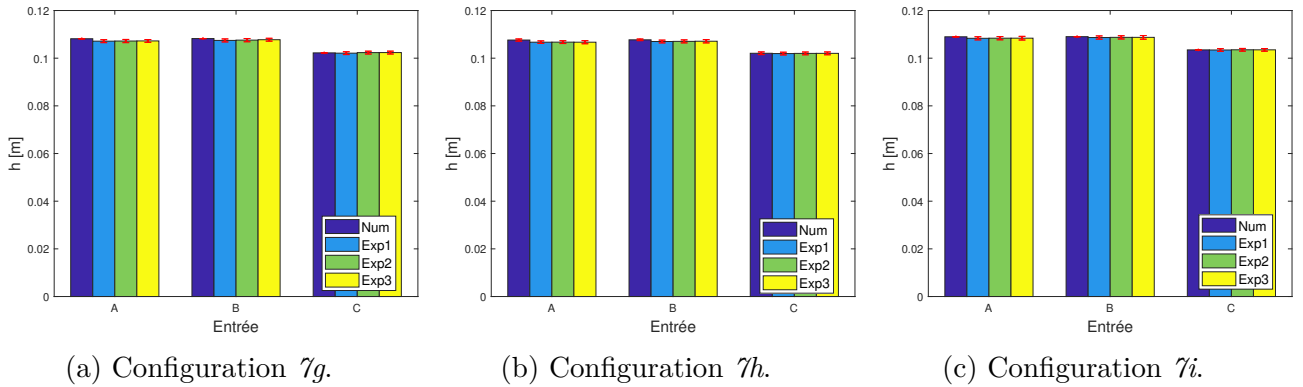 0.12
0.1
0.08
0.06
0.04
0.02
0
h [m]
A B C
Entrée
Num
Exp1
Exp2
Exp3
(a) Configuration 7̃g.
0.12
0.1
0.08
0.06
0.04
0.02
0
h [m]
A B C
Entrée
Num
Exp1
Exp2
Exp3
(b) Configuration 7̃h.
0.12
0.1
0.08
0.06
0.04
0.02
0
h [m]
A B C
Entrée
Num
Exp1
Exp2
Exp3
(c) Configuration 7̃i.